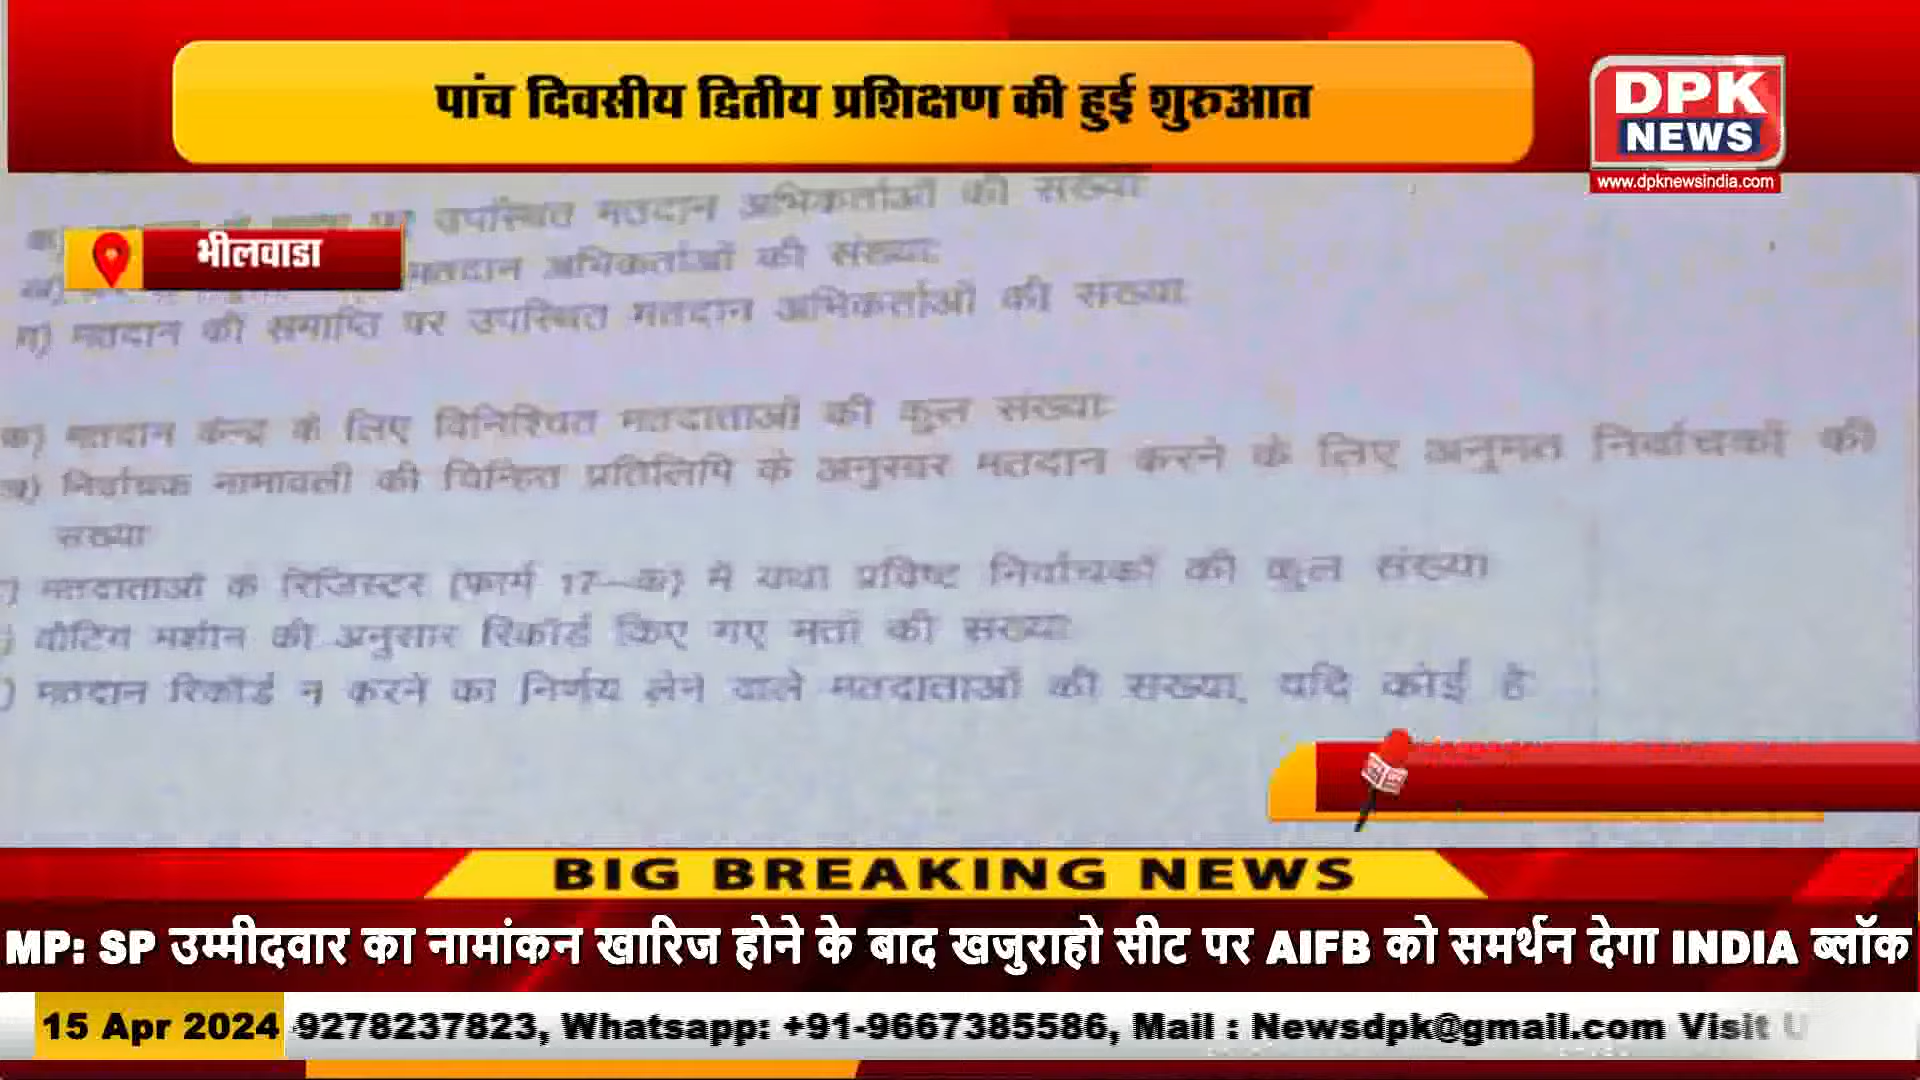 पांच दिवसीय द्वितीय प्रशिक्षण की हुई शुरुआत
DPK
NEWS
www.dpknewsindia.com
पर उपस्थित मतदान अभिकर्ताओं की संख्या
भीलवाडा
मतदान अभिकर्ताओं की संख्या
ग) मतदान की समाप्ति पर उपस्थित मतदान अभिकर्ताओं की संख्या
क) मतदान केन्द्र के लिए विनिश्चित मतदाताओं की कुल संख्या
ख) निर्वाचक नामावली की चिन्हित प्रतिलिपि के अनुसार मतदान करने के लिए अनुमत निर्वाचकों की
संख्या
) मतदाताओं के रजिस्टर (फार्म 17-क) में यथा प्रविष्ट निर्वाचकों की कुल संख्या
) वोटिंग मशीन की अनुसार रिकॉर्ड किए गए मतों की संख्या
) मतदान रिकॉर्ड न करने का निर्णय लेने वाले मतदाताओं की संख्या, यदि कोई है
BIG BREAKING NEWS
MP: SP उम्मीदवार का नामांकन खारिज होने के बाद खजुराहो सीट पर AIFB को समर्थन देगा INDIA ब्लॉक
15 Apr 2024 -9278237823, Whatsapp: +91-9667385586, Mail : Newsdpk@gmail.com Visit U